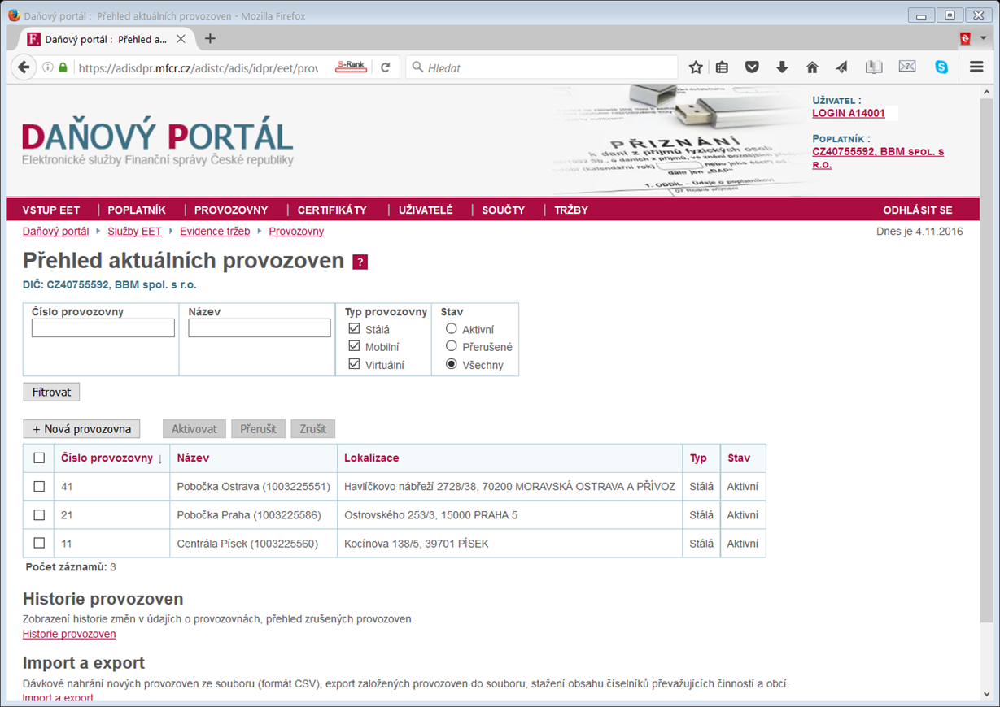 Daňový portál :  Přehled aktuálních provozoven - Mozilla Firefox
Daňový portál :  Přehled a...
https://adisdpr.mfcr.cz/adistc/adis/idpr/eet/prov
S-Rank
Hledat
DAŇOVÝ PORTÁL
Elektronické služby Finanční správy České republiky
PŘIZNÁNÍ
k dani z příjmů fyzických osob
dále jen „DAP“
1. ODDÍL - Údaje o poplatníkovi
UŽIVATEL :
LOGIN A14001
POPLATNÍK :
CZ40755592, BBM SPOL. S
R.O.
VSTUP EET | POPLATNÍK | PROVOZOVNY | CERTIFIKÁTY | UŽIVATELÉ | SOUČTY | TRŽBY ODHLÁSIT SE
Daňový portál Služby EET Evidence tržeb Provozovny Dnes je 4.11.2016
Přehled aktuálních provozoven ?
DIČ: CZ40755592, BBM spol. s r.o.
Číslo provozovny Název Typ provozovny Stav
Stálá Aktivní
Mobilní Přerušené
Virtuální Všechny
Filtrovat
+ Nová provozovna Aktivovat Přerušit Zrušit
Číslo provozovny ↓ Název Lokalizace Typ Stav
41 Pobočka Ostrava (1003225551) Havlíčkovo nábřeží 2728/38, 70200 MORAVSKÁ OSTRAVA A PŘÍVOZ Stálá Aktivní
21 Pobočka Praha (1003225586) Ostrovského 253/3, 15000 PRAHA 5 Stálá Aktivní
11 Centrála Písek (1003225560) Kocínova 138/5, 39701 PÍSEK Stálá Aktivní
Počet záznamů: 3
Historie provozoven
Zobrazení historie změn v údajích o provozovnách, přehled zrušených provozoven.
Historie provozoven
Import a export
Dávkové nahrání nových provozoven ze souboru (formát CSV), export založených provozoven do souboru, stažení obsahu číselníků převažujících činností a obcí.
Import a export